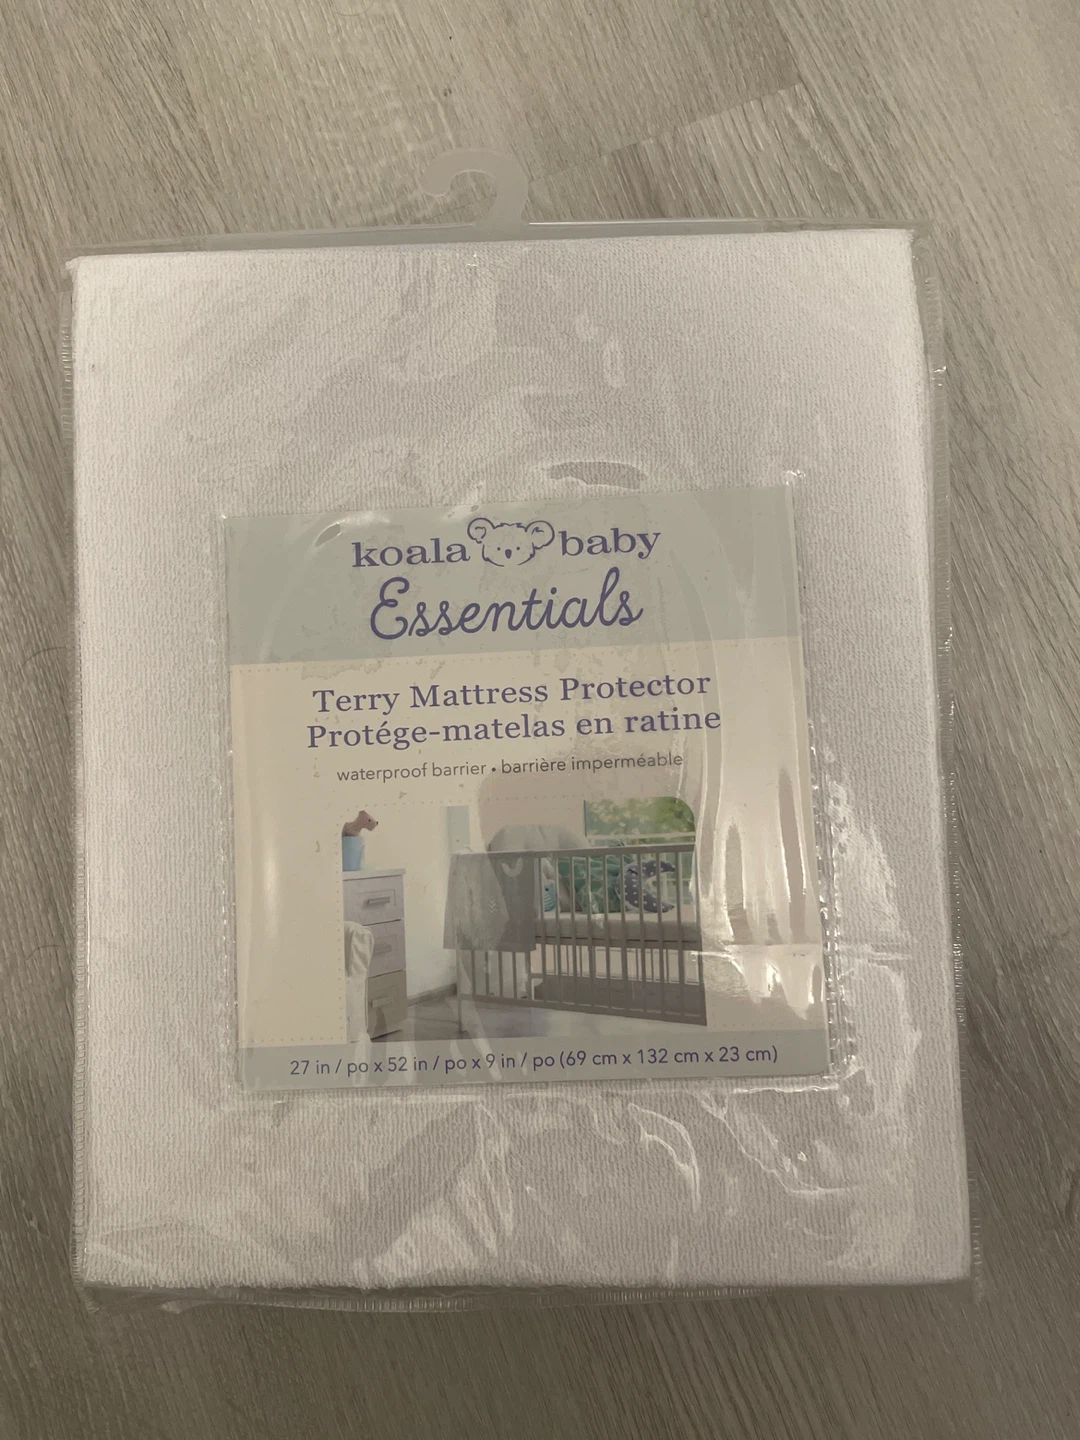 koala baby
Essentials
Terry Mattress Protector
Protége-matelas en ratine
waterproof barrier • barrière imperméable
27 in / po x 52 in / po x 9 in / po (69 cm x 132 cm x 23 cm)